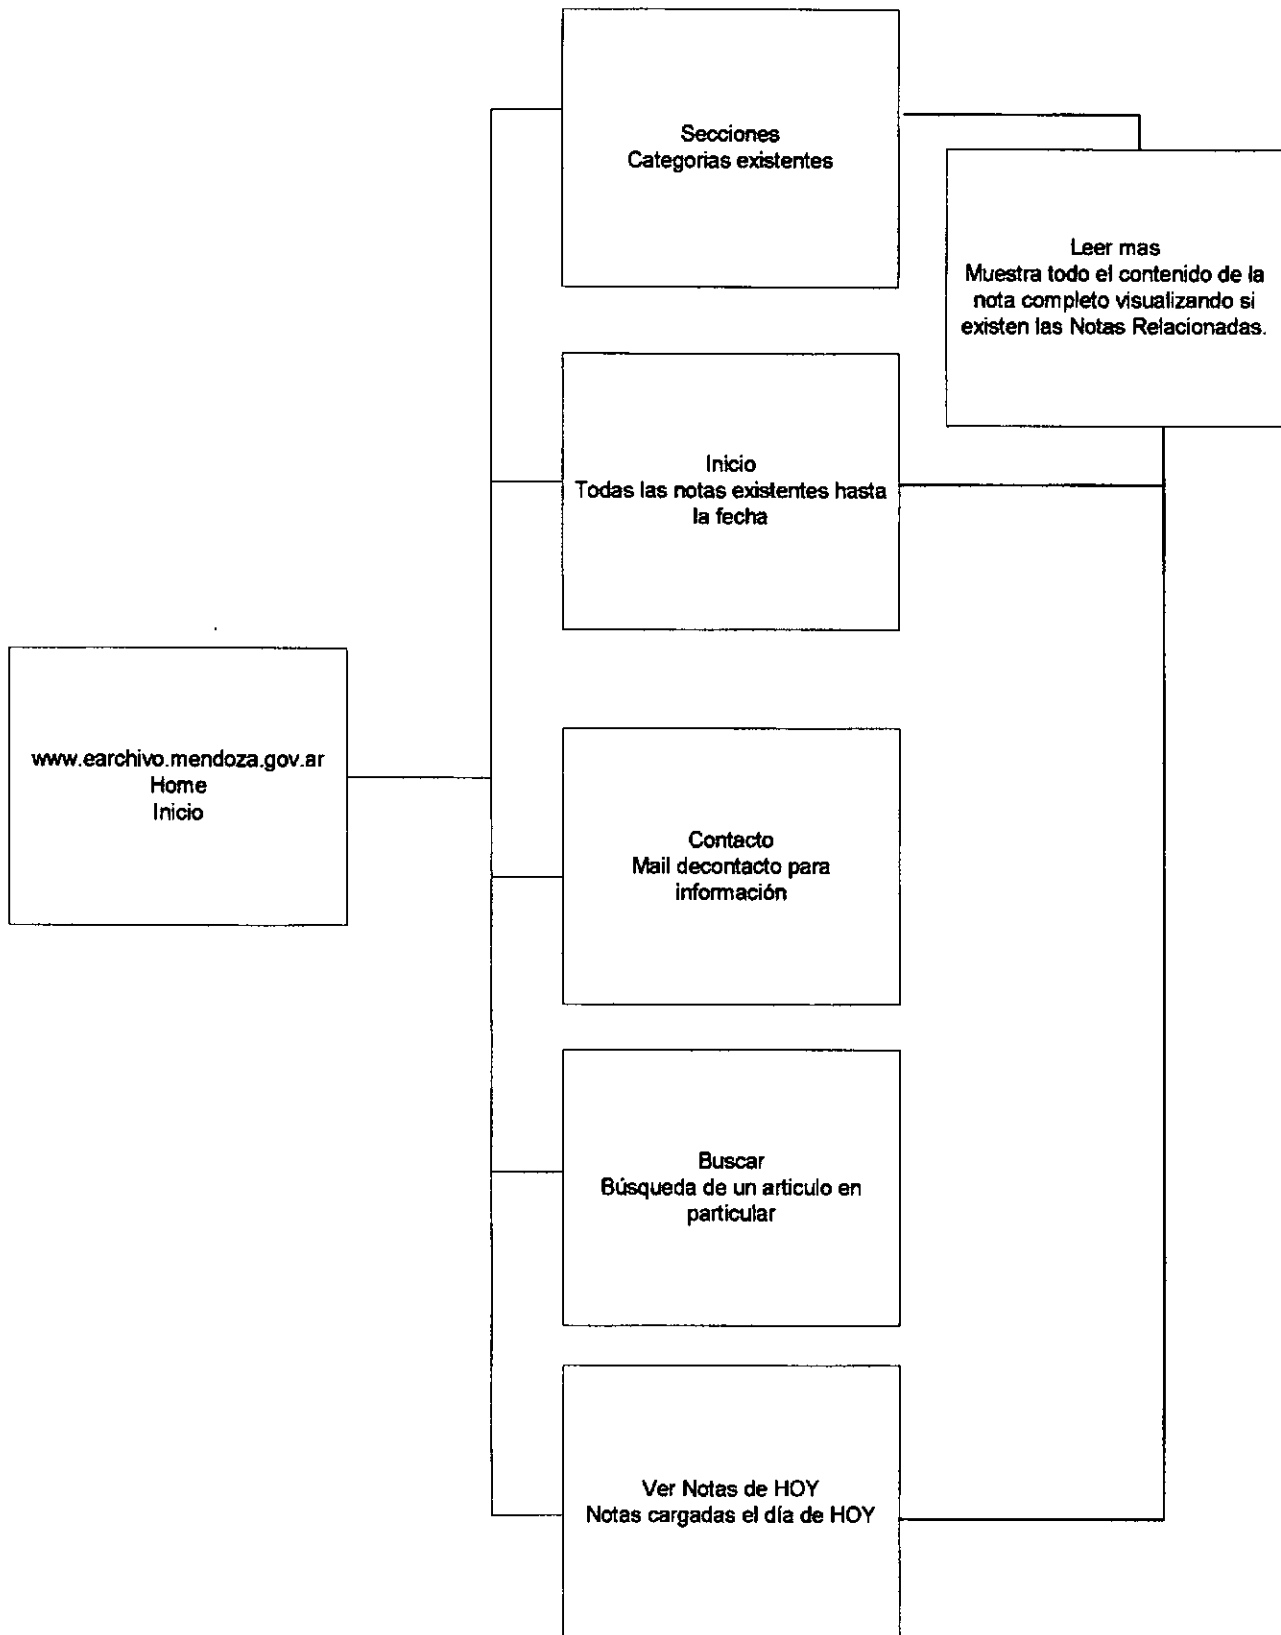 Secciones
Categorias existentes
Leer mas
Muestra todo el contenido de la
nota completo visualizando si
existen las Notas Relacionadas.
Inicio
Todas las notas existentes hasta
la fecha
www.earchivo.mendoza.gov.ar
Home
Inicio
Contacto
Mail decontacto para
información
Buscar
Búsqueda de un articulo en
particular
Ver Notas de HOY
Notas cargadas el día de HOY